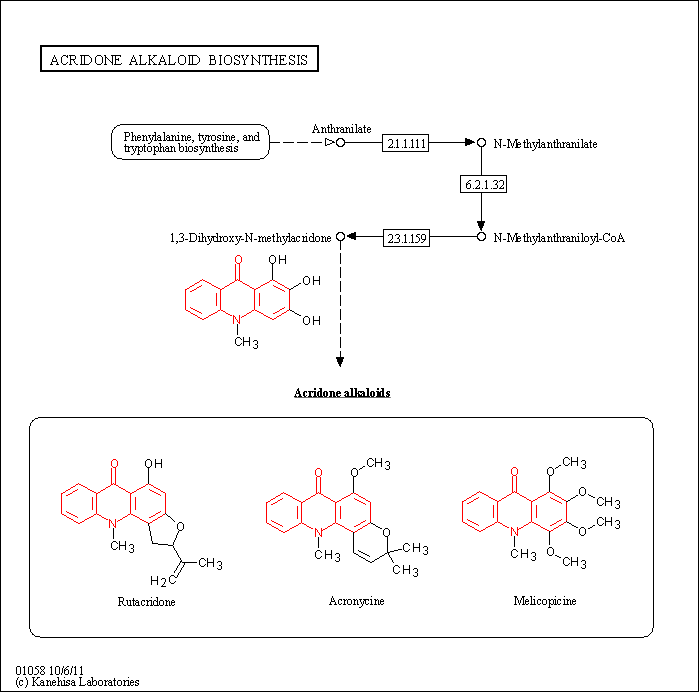 ACRIDONE ALKALOID BIOSYNTHESIS
Phenylalanine, tyrosine, and
tryptophan biosynthesis
Anthranilate
2.1.1.111
N-Methylanthranilate
6.2.1.32
1,3-Dihydroxy-N-methylacridone
2.3.1.159
N-Methylanthraniloyl-CoA
O
OH
OH
OH
N
CH3
Acridone alkaloids
O
OH
N
CH3
O
H2C
CH3
Rutacridone
O
O
CH3
N
CH3
O
CH3
CH3
Acronycine
O
O
CH3
O
CH3
O
CH3
O
CH3
N
CH3
Melicopicine
01058 10/6/11
(c) Kanehisa Laboratories